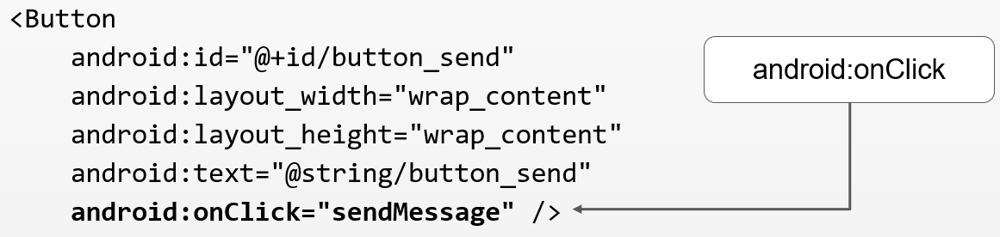 <Button
android:id="@+id/button_send"
android:layout_width="wrap_content"
android:layout_height="wrap_content"
android:text="@string/button_send"
android:onClick="sendMessage" />
android:onClick